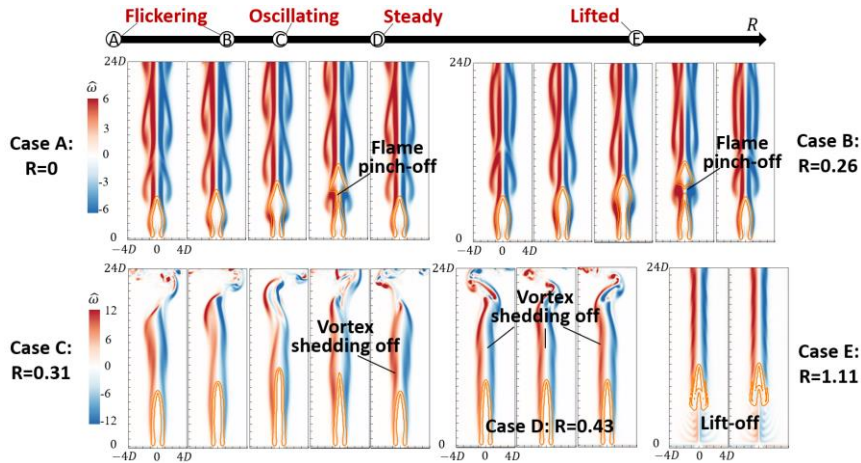 Flickering Oscillating Steady Lifted
A B C D E R
24D
ω̂
6
3
0
-3
-6
Case A:
R=0
Flame
pinch-off
0
−4D 0 4D
24D
Flame
pinch-off
0
−4D 0 4D
Case B:
R=0.26
24D
ω̂
12
6
0
-6
-12
Case C:
R=0.31
Vortex
shedding off
0
−4D 0 4D
24D
Vortex
shedding off
Case D: R=0.43
0
−4D 0 4D
24D
Lift-off
0
−4D 0 4D
Case E:
R=1.11